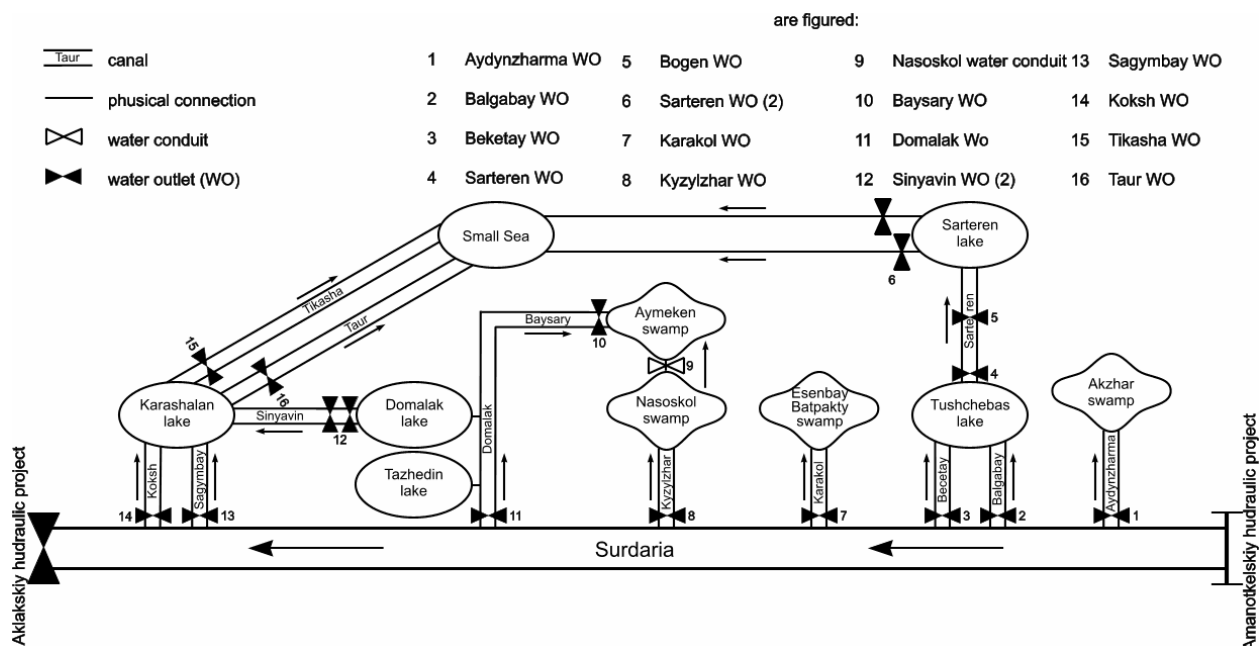 are figured:
Taur canal
phusical connection
water conduit
water outlet (WO)
1 Aydynzharma WO
2 Balgabay WO
3 Beketay WO
4 Sarteren WO
5 Bogen WO
6 Sarteren WO (2)
7 Karakol WO
8 Kyzylzhar WO
9 Nasoskol water conduit
10 Baysary WO
11 Domalak Wo
12 Sinyavin WO (2)
13 Sagymbay WO
14 Koksh WO
15 Tikasha WO
16 Taur WO
Small Sea
Sarteren
lake
6
Tikasha
Taur
15
16
Baysary
10
Aymeken
swamp
9
Sarteren
5
4
Karashalan
lake
Sinyavin
12
Domalak
lake
Domalak
Nasoskol
swamp
Esenbay
Batpakty
swamp
Tushchebas
lake
Akzhar
swamp
Tazhedin
lake
Koksh
Sagymbay
Kyzylzhar
Karakol
Becetay
Balgabay
Aydynzharma
14
13
11
8
7
3
2
1
Surdaria
Aklakskiy hudraulic project
Amanotkelskiy hudraulic project